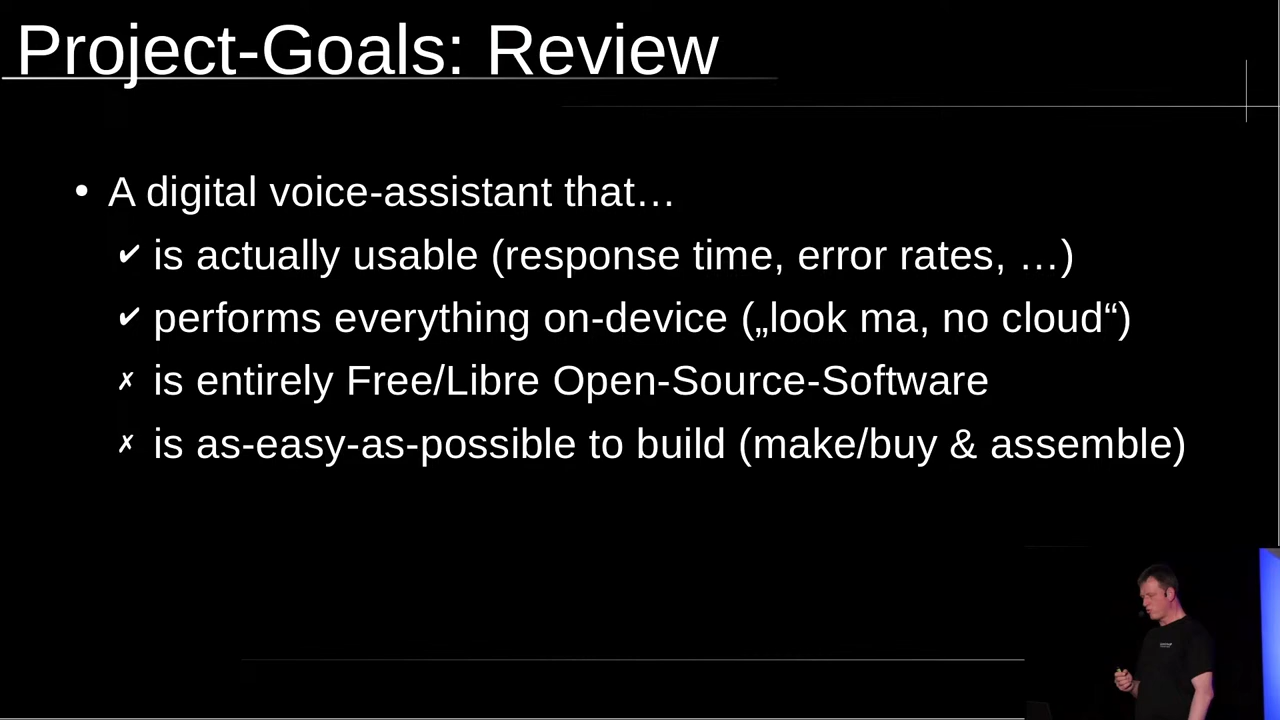 Project-Goals: Review
• A digital voice-assistant that…
✔ is actually usable (response time, error rates, …)
✔ performs everything on-device („look ma, no cloud“)
✗ is entirely Free/Libre Open-Source-Software
✗ is as-easy-as-possible to build (make/buy & assemble)